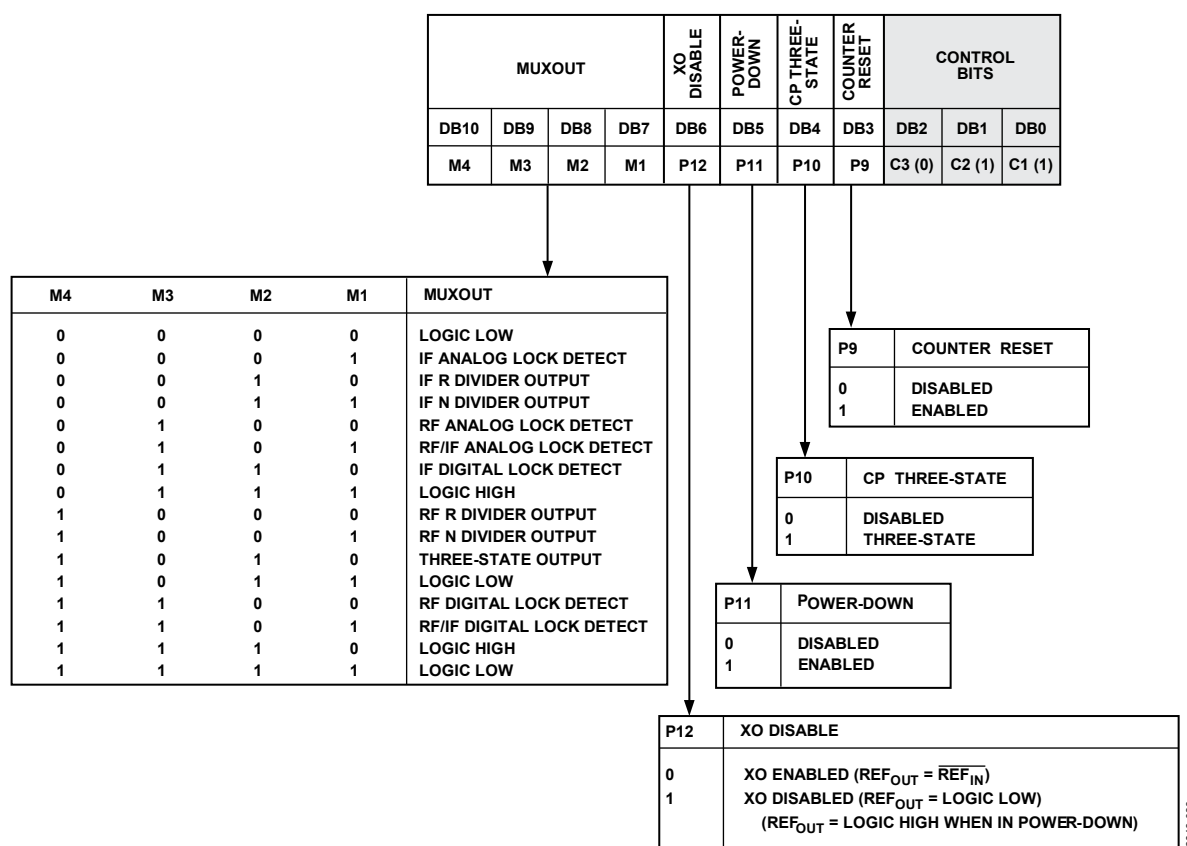 MUXOUT
XO DISABLE
POWER-DOWN
CP THREE-STATE
COUNTER RESET
CONTROL BITS
DB10 DB9 DB8 DB7 DB6 DB5 DB4 DB3 DB2 DB1 DB0
M4 M3 M2 M1 P12 P11 P10 P9 C3 (0) C2 (1) C1 (1)
M4 M3 M2 M1 MUXOUT
0 0 0 0 LOGIC LOW
0 0 0 1 IF ANALOG LOCK DETECT
0 0 1 0 IF R DIVIDER OUTPUT
0 0 1 1 IF N DIVIDER OUTPUT
0 1 0 0 RF ANALOG LOCK DETECT
0 1 0 1 RF/IF ANALOG LOCK DETECT
0 1 1 0 IF DIGITAL LOCK DETECT
0 1 1 1 LOGIC HIGH
1 0 0 0 RF R DIVIDER OUTPUT
1 0 0 1 RF N DIVIDER OUTPUT
1 0 1 0 THREE-STATE OUTPUT
1 0 1 1 LOGIC LOW
1 1 0 0 RF DIGITAL LOCK DETECT
1 1 0 1 RF/IF DIGITAL LOCK DETECT
1 1 1 0 LOGIC HIGH
1 1 1 1 LOGIC LOW
P9 COUNTER RESET
0 DISABLED
1 ENABLED
P10 CP THREE-STATE
0 DISABLED
1 THREE-STATE
P11 POWER-DOWN
0 DISABLED
1 ENABLED
P12 XO DISABLE
0 XO ENABLED (REFOUT = REFIN)
1 XO DISABLED (REFOUT = LOGIC LOW)
(REFOUT = LOGIC HIGH WHEN IN POWER-DOWN)